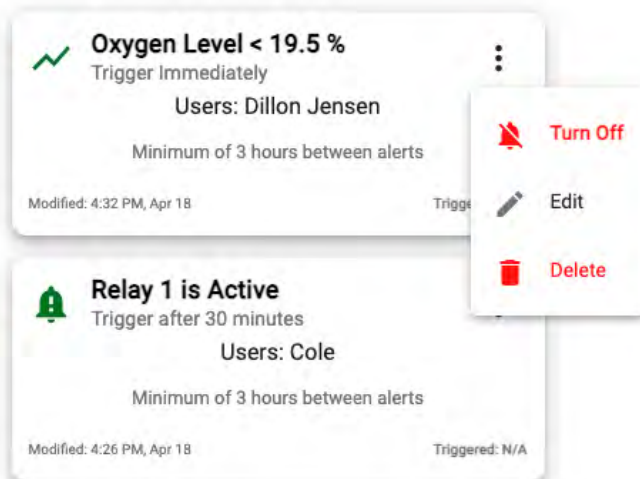 Oxygen Level < 19.5 %
Trigger Immediately
Users: Dillon Jensen
Minimum of 3 hours between alerts
Modified: 4:32 PM, Apr 18
Turn Off
Edit
Delete
Relay 1 is Active
Trigger after 30 minutes
Users: Cole
Minimum of 3 hours between alerts
Modified: 4:26 PM, Apr 18 Triggered: N/A